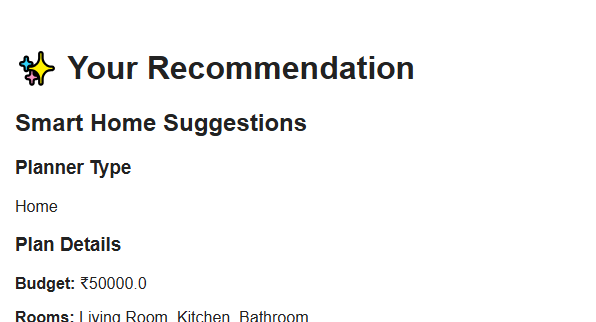 ✨ Your Recommendation
Smart Home Suggestions
Planner Type
Home
Plan Details
Budget: ₹50000.0
Rooms: Living Room, Kitchen, Bathroom